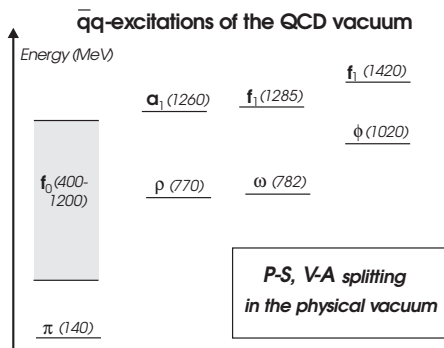 q̅q-excitations of the QCD vacuum
Energy (MeV)
f₁ (1420)
a₁ (1260)
f₁ (1285)
ϕ (1020)
f₀ (400-
1200)
ρ (770)
ω (782)
P-S, V-A splitting
in the physical vacuum
π (140)